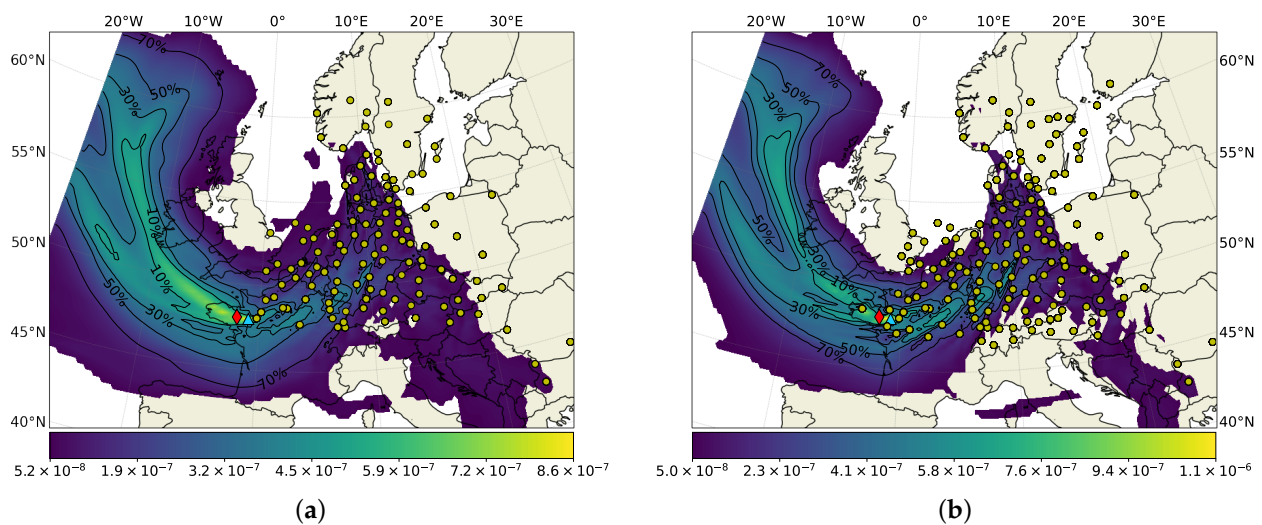 10°W 0° 10°E 20°E 30°E
20°W 10°W 0° 10°E 20°E 30°E
60°N
55°N
50°N
45°N
40°N
70%
50%
30%
10%
10%
50%
30%
70%
5.2 × 10⁻⁸ 1.9 × 10⁻⁷ 3.2 × 10⁻⁷ 4.5 × 10⁻⁷ 5.9 × 10⁻⁷ 7.2 × 10⁻⁷ 8.6 × 10⁻⁷
(a)
70%
30%
50%
30%
10%
30%
50%
70%
60°N
55°N
50°N
45°N
40°N
5.0 × 10⁻⁸ 2.3 × 10⁻⁷ 4.1 × 10⁻⁷ 5.8 × 10⁻⁷ 7.6 × 10⁻⁷ 9.4 × 10⁻⁷ 1.1 × 10⁻⁶
(b)